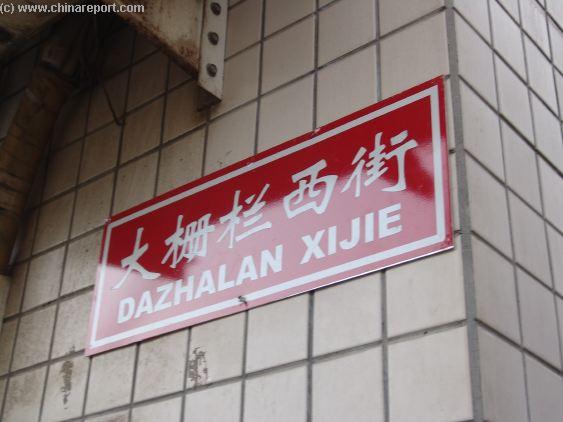 (c) www.chinareport.com
大栅栏西街
DAZHALAN XIJIE